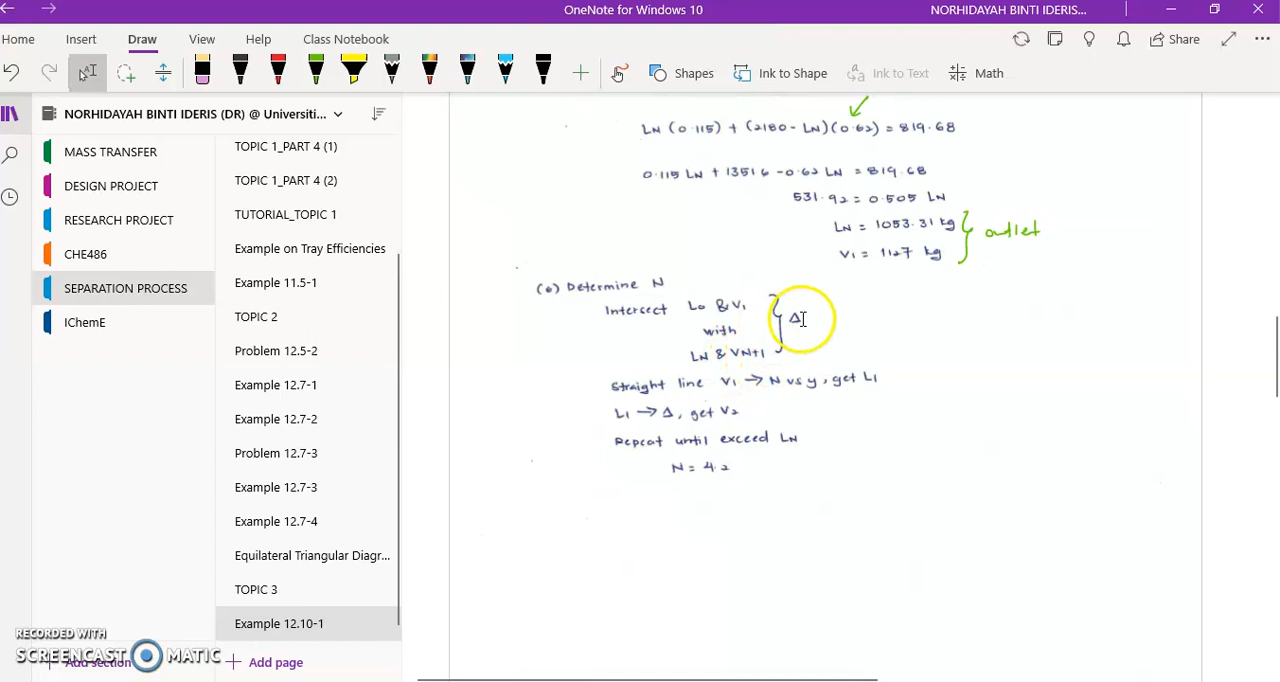 OneNote for Windows 10
NORHIDAYAH BINTI IDERIS...
Home Insert Draw View Help Class Notebook
Share
Shapes Ink to Shape Ink to Text Math
NORHIDAYAH BINTI IDERIS (DR) @ Universiti...
MASS TRANSFER
DESIGN PROJECT
RESEARCH PROJECT
CHE486
SEPARATION PROCESS
IChemE
Add section
TOPIC 1_PART 4 (1)
TOPIC 1_PART 4 (2)
TUTORIAL_TOPIC 1
Example on Tray Efficiencies
Example 11.5-1
TOPIC 2
Problem 12.5-2
Example 12.7-1
Example 12.7-2
Problem 12.7-3
Example 12.7-3
Example 12.7-4
Equilateral Triangular Diagr...
TOPIC 3
Example 12.10-1
Add page
LN (0.115) + (2180 - LN)(0.62) = 819.68
0.115 LN + 1351.6 - 0.62 LN = 819.68
531.92 = 0.505 LN
LN = 1053.31 kg
V1 = 1127 kg
outlet
(c) Determine N
Intersect L0 & V1
with
LN & VN+1
Δ
Straight line V1 → N vs y, get L1
L1 → Δ, get V2
Repeat until exceed LN
N = 4.2
RECORDED WITH
SCREENCAST MATIC